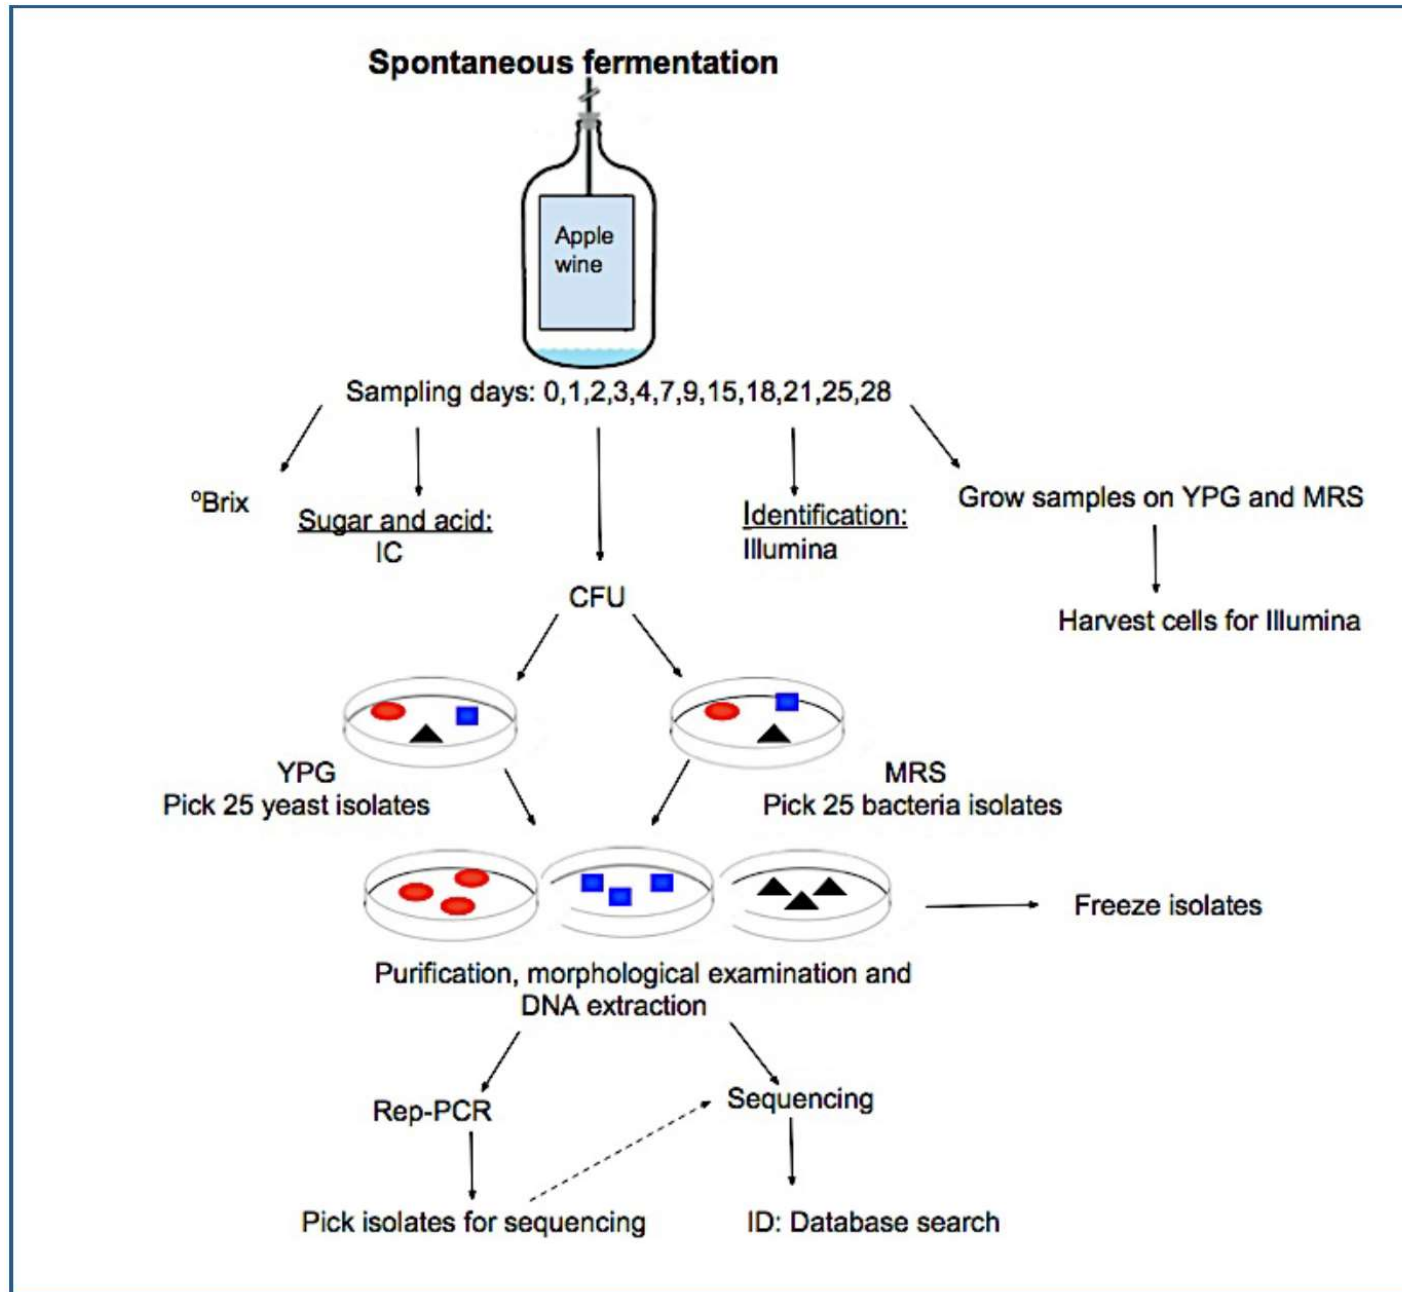 Spontaneous fermentation
Apple
wine
Sampling days: 0,1,2,3,4,7,9,15,18,21,25,28
ºBrix
Sugar and acid:
IC
Identification:
Illumina
Grow samples on YPG and MRS
Harvest cells for Illumina
CFU
YPG
Pick 25 yeast isolates
MRS
Pick 25 bacteria isolates
Freeze isolates
Purification, morphological examination and
DNA extraction
Rep-PCR
Sequencing
Pick isolates for sequencing
ID: Database search